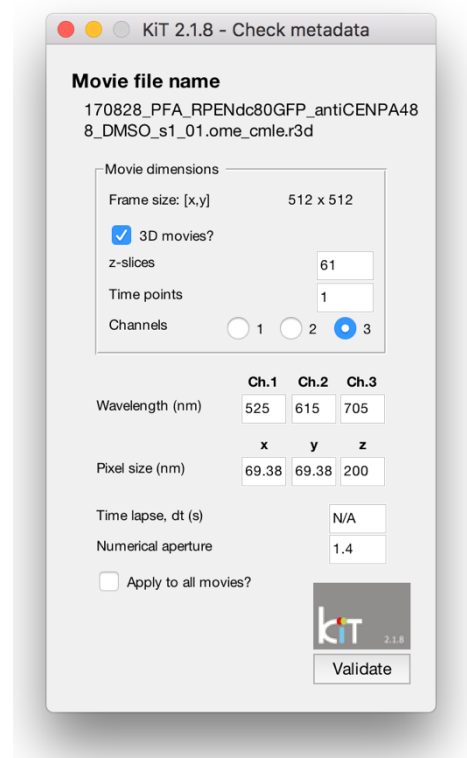 KiT 2.1.8 - Check metadata
Movie file name
170828_PFA_RPENdc80GFP_antiCENPA48
8_DMSO_s1_01.ome_cmle.r3d
Movie dimensions
Frame size: [x,y] 512 x 512
3D movies?
z-slices 61
Time points 1
Channels 1 2 3
Ch.1 Ch.2 Ch.3
Wavelength (nm) 525 615 705
x y z
Pixel size (nm) 69.38 69.38 200
Time lapse, dt (s) N/A
Numerical aperture 1.4
Apply to all movies?
KiT 2.1.8
Validate